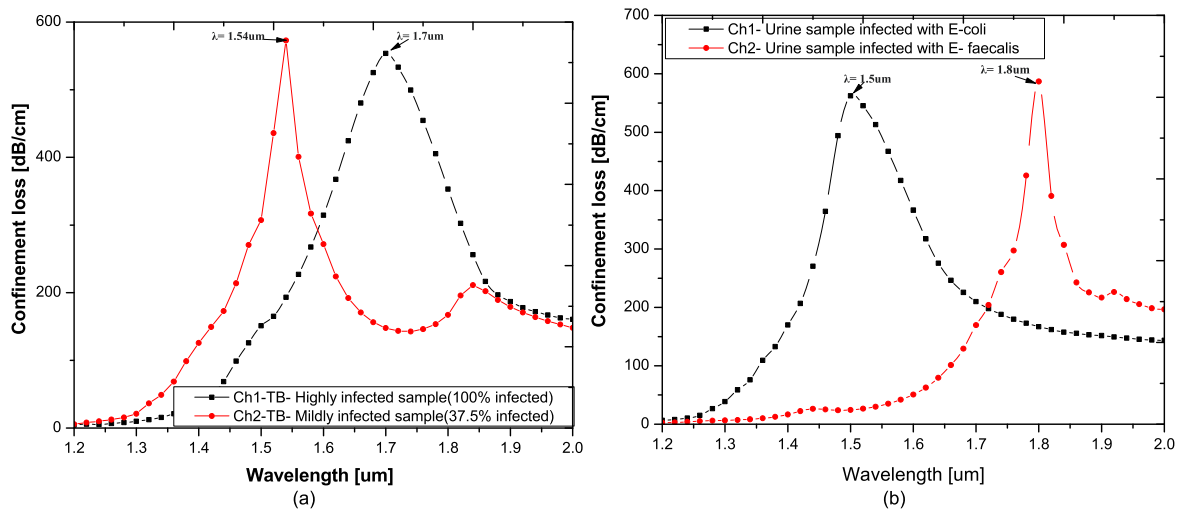 λ= 1.54um
λ= 1.7um
600
400
200
0
Confinement loss [dB/cm]
Ch1-TB- Highly infected sample(100% infected)
Ch2-TB- Mildly infected sample(37.5% infected)
1.2 1.3 1.4 1.5 1.6 1.7 1.8 1.9 2.0
Wavelength [um]
(a)
Ch1- Urine sample infected with E-coli
Ch2- Urine sample infected with E- faecalis
λ= 1.5um
λ= 1.8um
700
600
500
400
300
200
100
0
Confinement loss [dB/cm]
1.2 1.3 1.4 1.5 1.6 1.7 1.8 1.9 2.0
Wavelength [um]
(b)